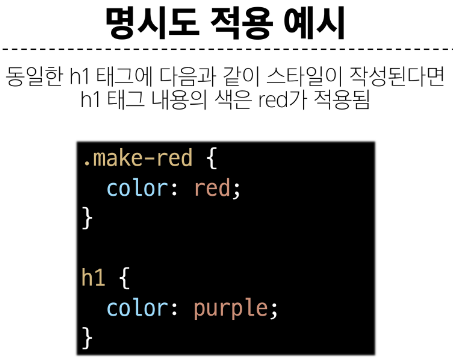 명시도 적용 예시
동일한 h1 태그에 다음과 같이 스타일이 작성된다면
h1 태그 내용의 색은 red가 적용됨
.make-red {
  color: red;
}

h1 {
  color: purple;
}